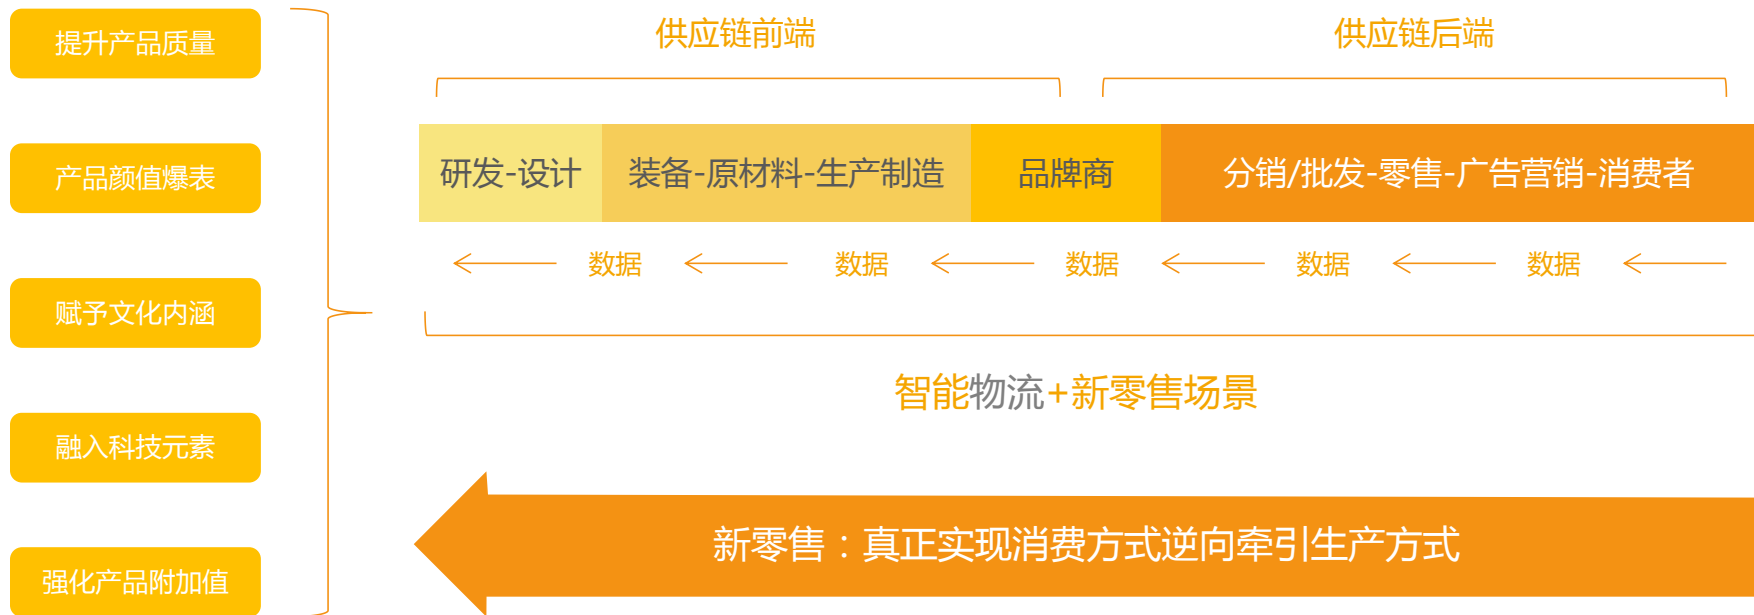 提升产品质量
产品颜值爆表
赋予文化内涵
融入科技元素
强化产品附加值
供应链前端
供应链后端
研发-设计
装备-原材料-生产制造
品牌商
分销/批发-零售-广告营销-消费者
数据
数据
数据
数据
数据
智能物流+新零售场景
新零售：真正实现消费方式逆向牵引生产方式